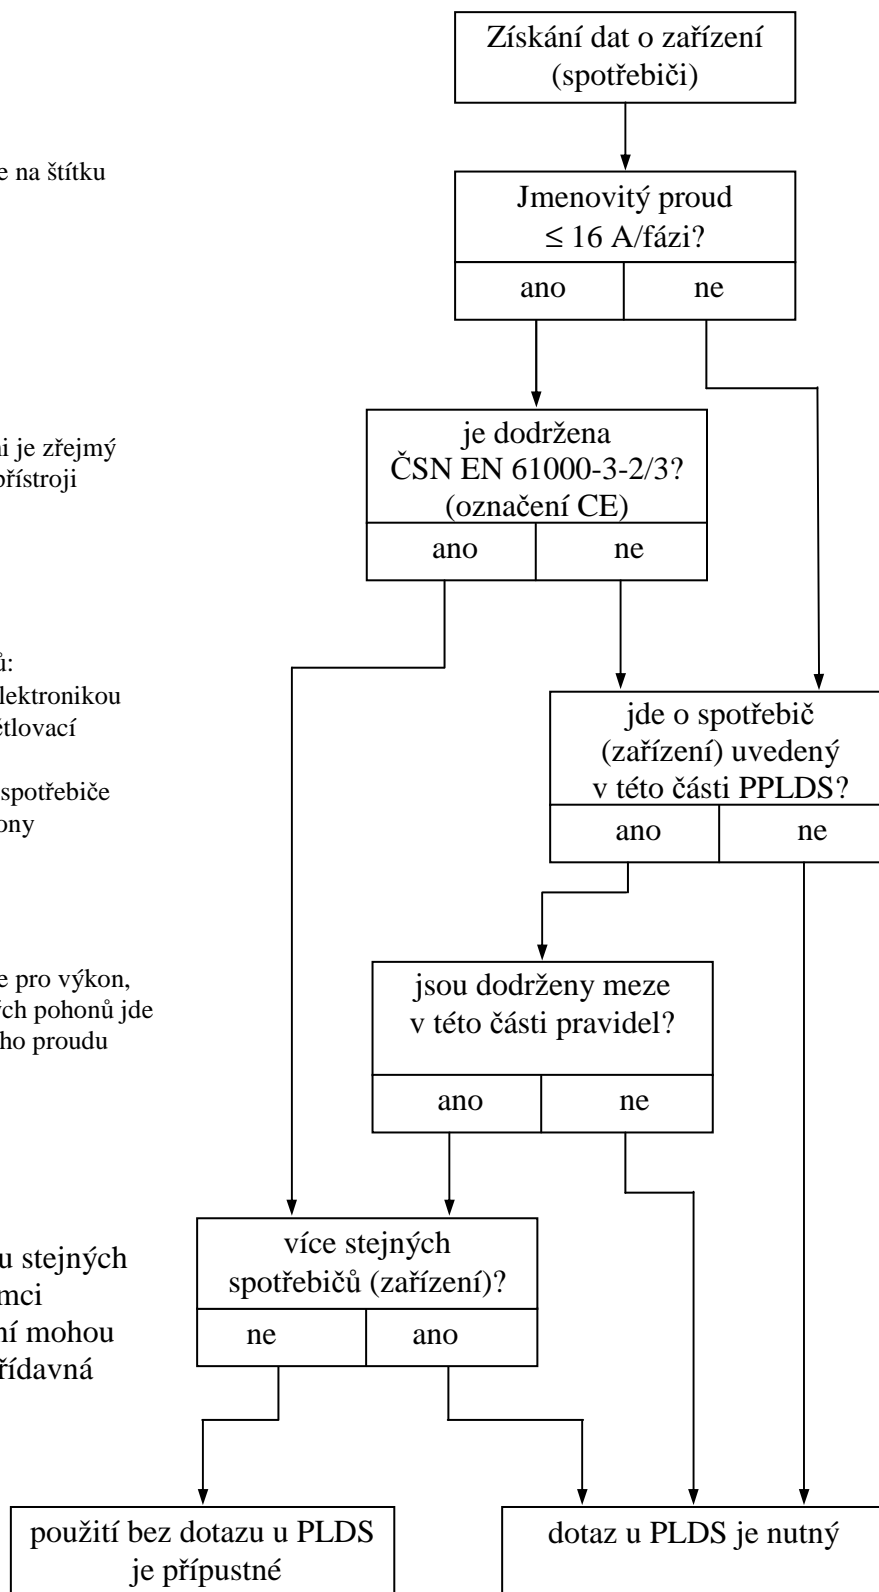 Získání dat o zařízení
(spotřebiči)
e na štítku
Jmenovitý proud
≤ 16 A/fázi?
ano
ne
i je zřejmý
přístroji
je dodržena
ČSN EN 61000-3-2/3?
(označení CE)
ano
ne
ů:
elektronikou
ětlovací
spotřebiče
ony
jde o spotřebič
(zařízení) uvedený
v této části PPLDS?
ano
ne
e pro výkon,
ých pohonů jde
ho proudu
jsou dodrženy meze
v této části pravidel?
ano
ne
u stejných
mci
ní mohou
řídavná
více stejných
spotřebičů (zařízení)?
ne
ano
použití bez dotazu u PLDS
je přípustné
dotaz u PLDS je nutný